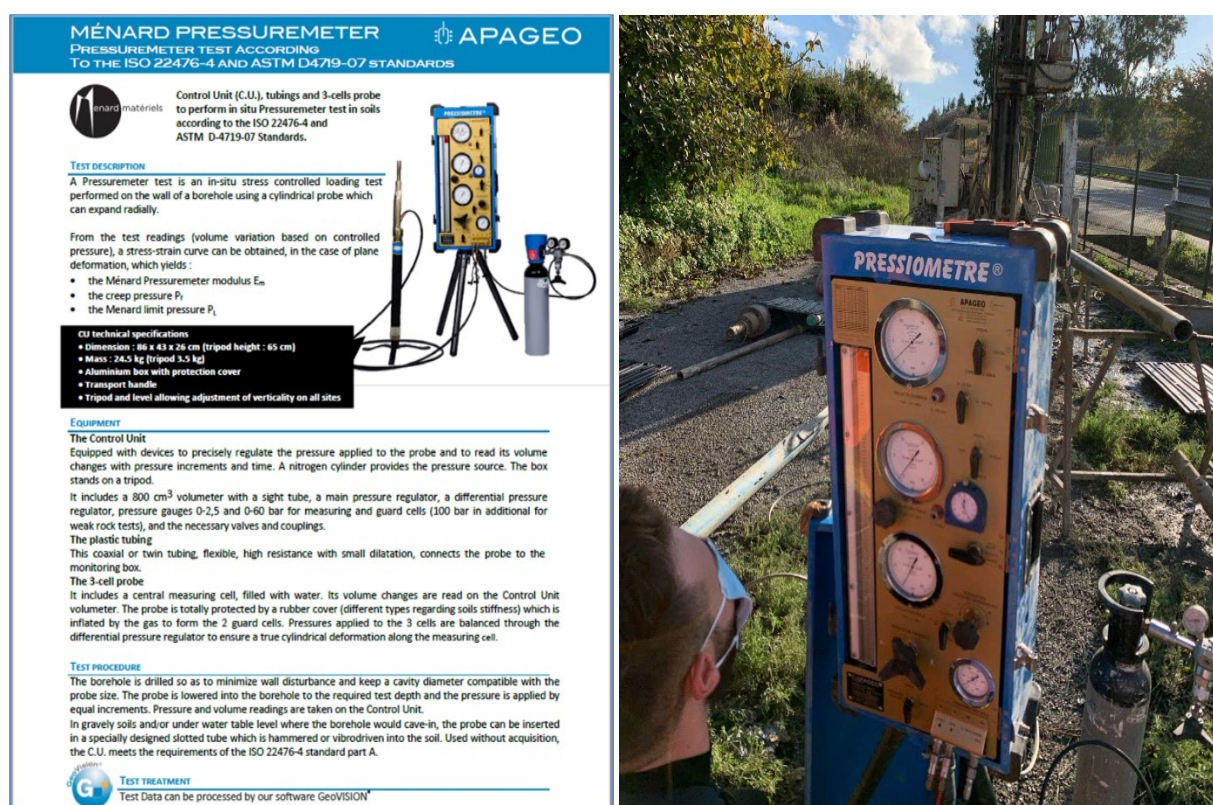 MÉNARD PRESSUREMETER
PRESSUREMETER TEST ACCORDING
TO THE ISO 22476-4 AND ASTM D4719-07 STANDARDS
APAGEO
Menard matériels
Control Unit (C.U.), tubings and 3-cells probe
to perform in situ Pressuremeter test in soils
according to the ISO 22476-4 and
ASTM D-4719-07 Standards.
PRESSIOMETRE®
TEST DESCRIPTION
A Pressuremeter test is an in-situ stress controlled loading test
performed on the wall of a borehole using a cylindrical probe which
can expand radially.
From the test readings (volume variation based on controlled
pressure), a stress-strain curve can be obtained, in the case of plane
deformation, which yields :
• the Ménard Pressuremeter modulus Em
• the creep pressure Pf
• the Menard limit pressure PL
CU technical specifications
• Dimension : 86 x 43 x 26 cm (tripod height : 65 cm)
• Mass : 24.5 kg (tripod 3.5 kg)
• Aluminium box with protection cover
• Transport handle
• Tripod and level allowing adjustment of verticality on all sites
EQUIPMENT
The Control Unit
Equipped with devices to precisely regulate the pressure applied to the probe and to read its volume
changes with pressure increments and time. A nitrogen cylinder provides the pressure source. The box
stands on a tripod.
It includes a 800 cm3 volumeter with a sight tube, a main pressure regulator, a differential pressure
regulator, pressure gauges 0-2,5 and 0-60 bar for measuring and guard cells (100 bar in additional for
weak rock tests), and the necessary valves and couplings.
The plastic tubing
This coaxial or twin tubing, flexible, high resistance with small dilatation, connects the probe to the
monitoring box.
The 3-cell probe
It includes a central measuring cell, filled with water. Its volume changes are read on the Control Unit
volumeter. The probe is totally protected by a rubber cover (different types regarding soils stiffness) which is
inflated by the gas to form the 2 guard cells. Pressures applied to the 3 cells are balanced through the
differential pressure regulator to ensure a true cylindrical deformation along the measuring cell.
TEST PROCEDURE
The borehole is drilled so as to minimize wall disturbance and keep a cavity diameter compatible with the
probe size. The probe is lowered into the borehole to the required test depth and the pressure is applied by
equal increments. Pressure and volume readings are taken on the Control Unit.
In gravely soils and/or under water table level where the borehole would cave-in, the probe can be inserted
in a specially designed slotted tube which is hammered or vibrodriven into the soil. Used without acquisition,
the C.U. meets the requirements of the ISO 22476-4 standard part A.
GeoVision
TEST TREATMENT
Test Data can be processed by our software GeoVISION
PRESSIOMETRE®
APAGEO